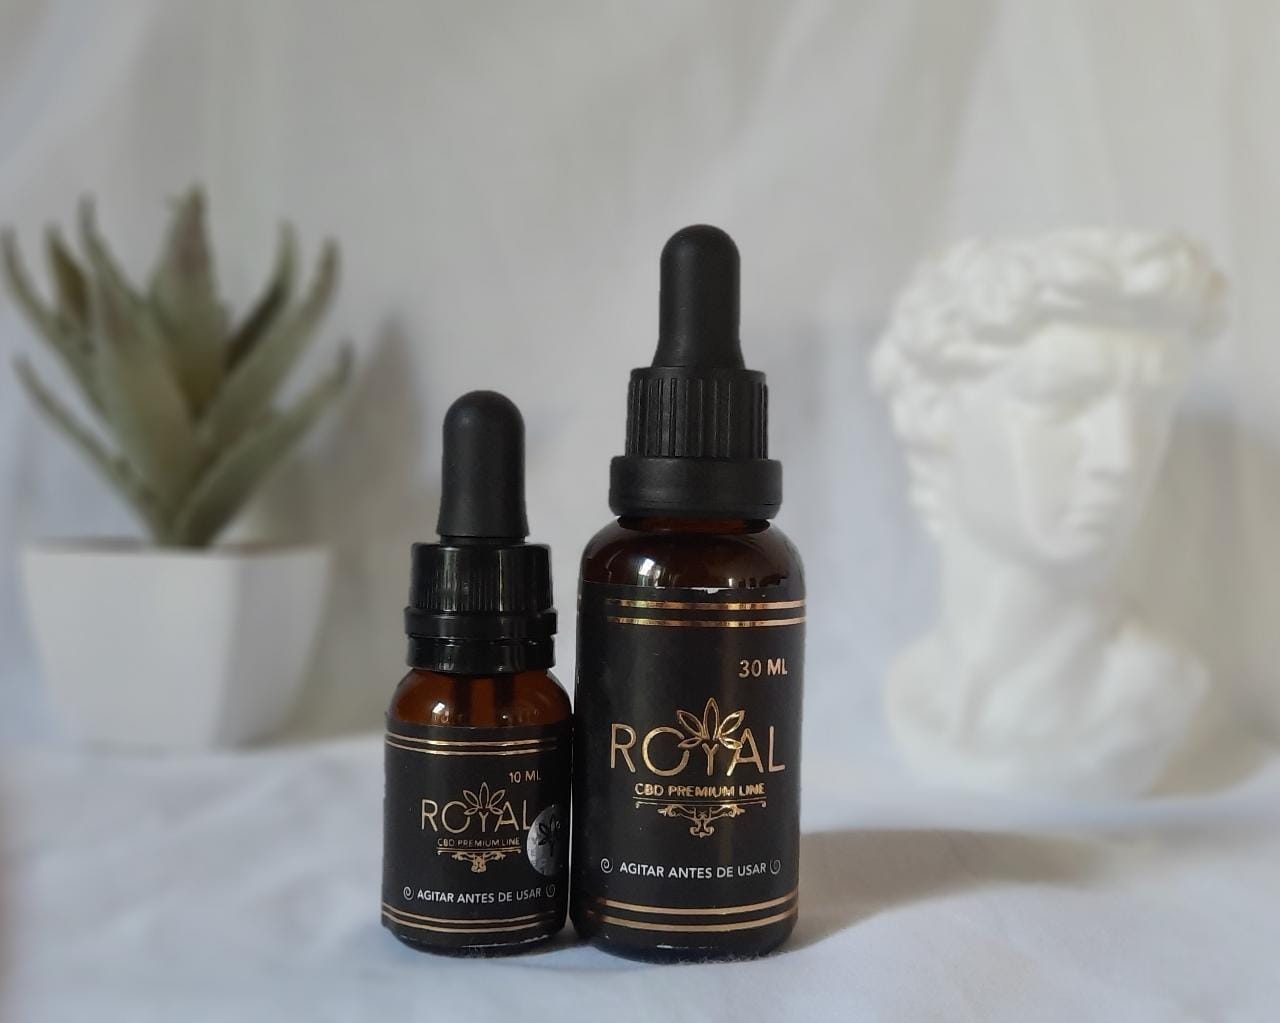 10 ML
ROYAL
CBD PREMIUM LINE
AGITAR ANTES DE USAR
30 ML
ROYAL
CBD PREMIUM LINE
AGITAR ANTES DE USAR